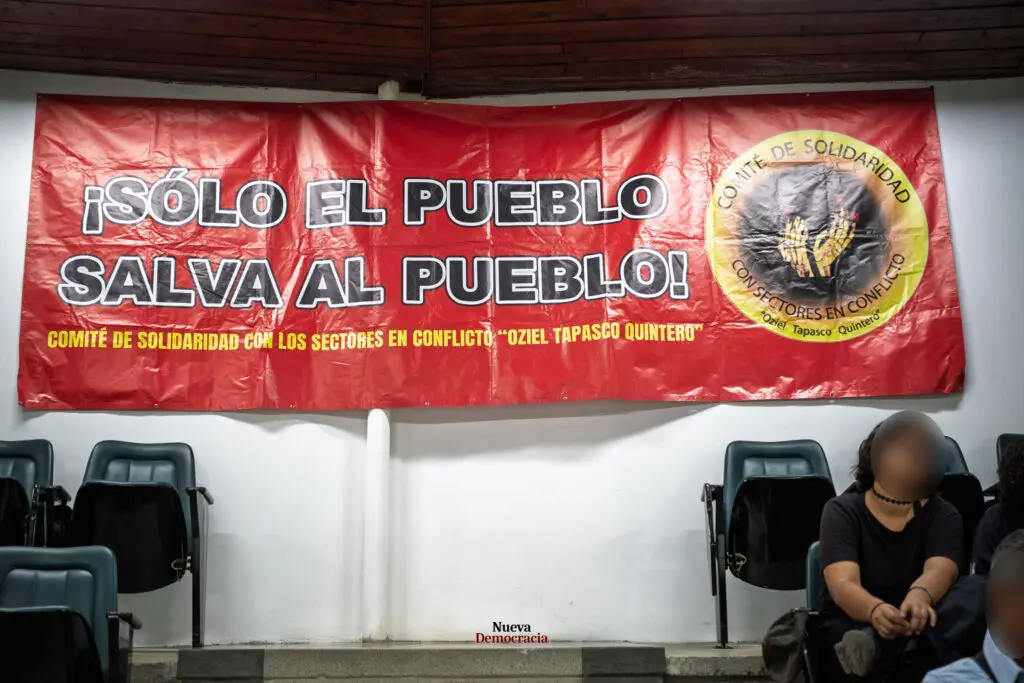 ¡SÓLO EL PUEBLO
SALVA AL PUEBLO!
COMITÉ DE SOLIDARIDAD CON LOS SECTORES EN CONFLICTO “OZIEL TAPASCO QUINTERO”
COMITÉ DE SOLIDARIDAD
CON SECTORES EN CONFLICTO
"Oziel Tapasco Quintero"
Nueva
Democracia